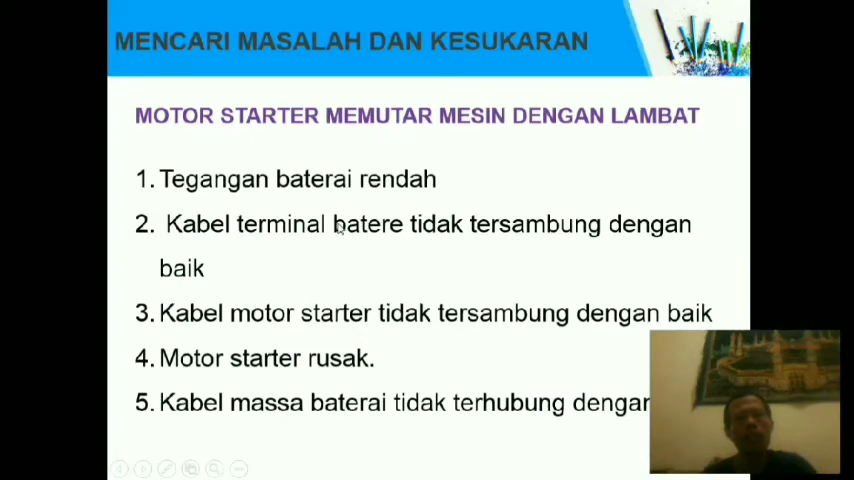 MENCARI MASALAH DAN KESUKARAN
MOTOR STARTER MEMUTAR MESIN DENGAN LAMBAT
1. Tegangan baterai rendah
2. Kabel terminal batere tidak tersambung dengan
baik
3. Kabel motor starter tidak tersambung dengan baik
4. Motor starter rusak.
5. Kabel massa baterai tidak terhubung dengan